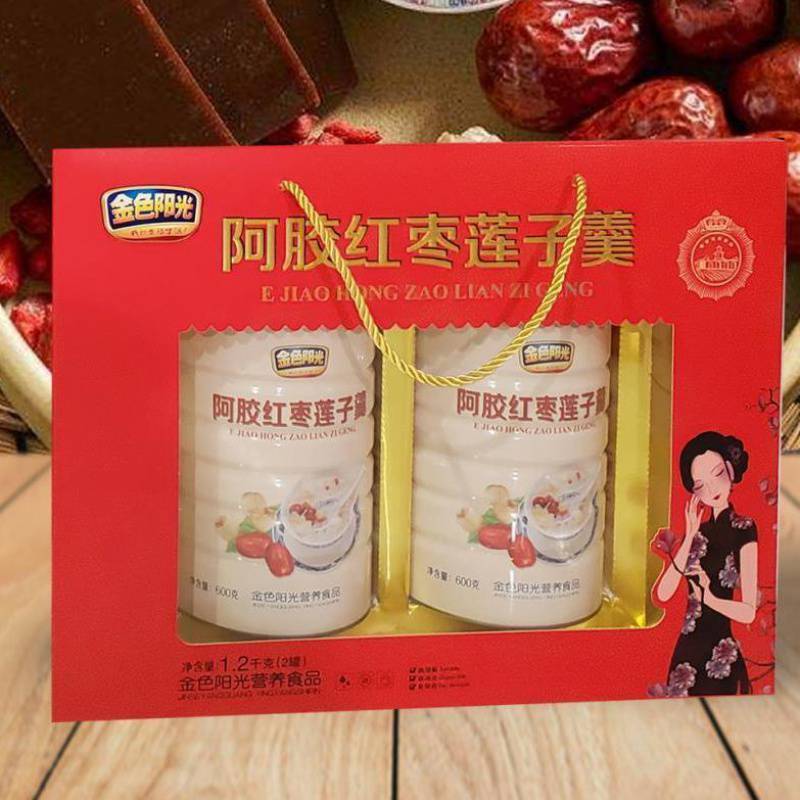 金色阳光
阿胶红枣莲子羹
E JIAO HONG ZAO LIAN ZI GENG
金色阳光
阿胶红枣莲子羹
E JIAO HONG ZAO LIAN ZI GENG
净含量：600克
金色阳光营养食品
金色阳光
阿胶红枣莲子羹
E JIAO HONG ZAO LIAN ZI GENG
净含量：600克
金色阳光营养食品
净含量：1.2千克(2罐)
金色阳光营养食品
JINSEYANGGUANG YINGYANGSHIPIN